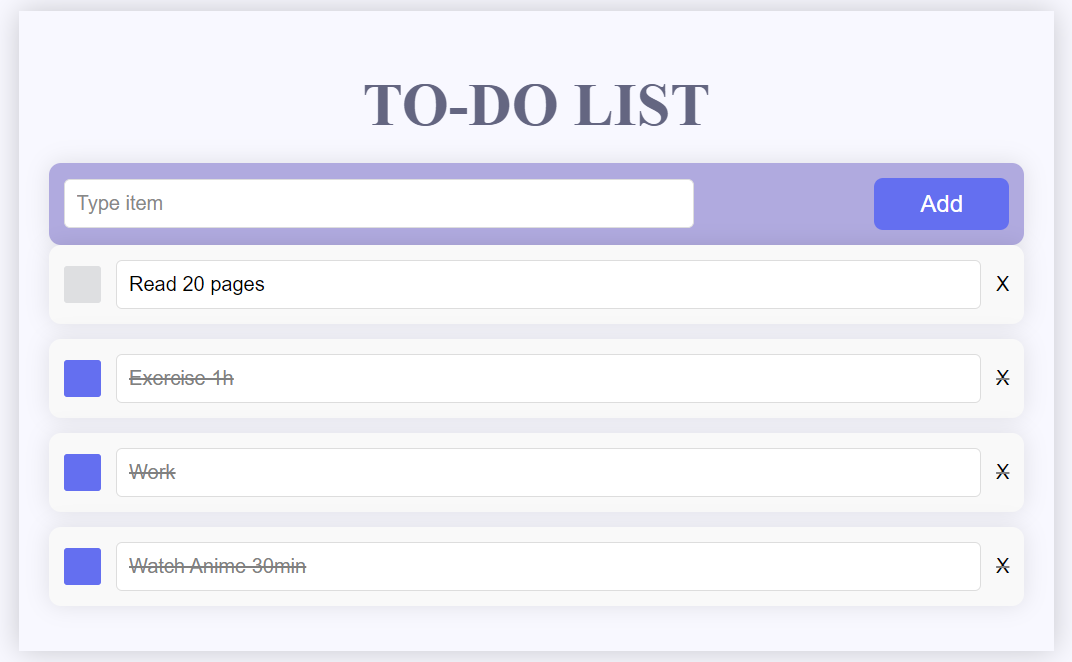 TO-DO LIST
Type item Add
Read 20 pages X
Exercise 1h X
Work X
Watch Anime 30min X